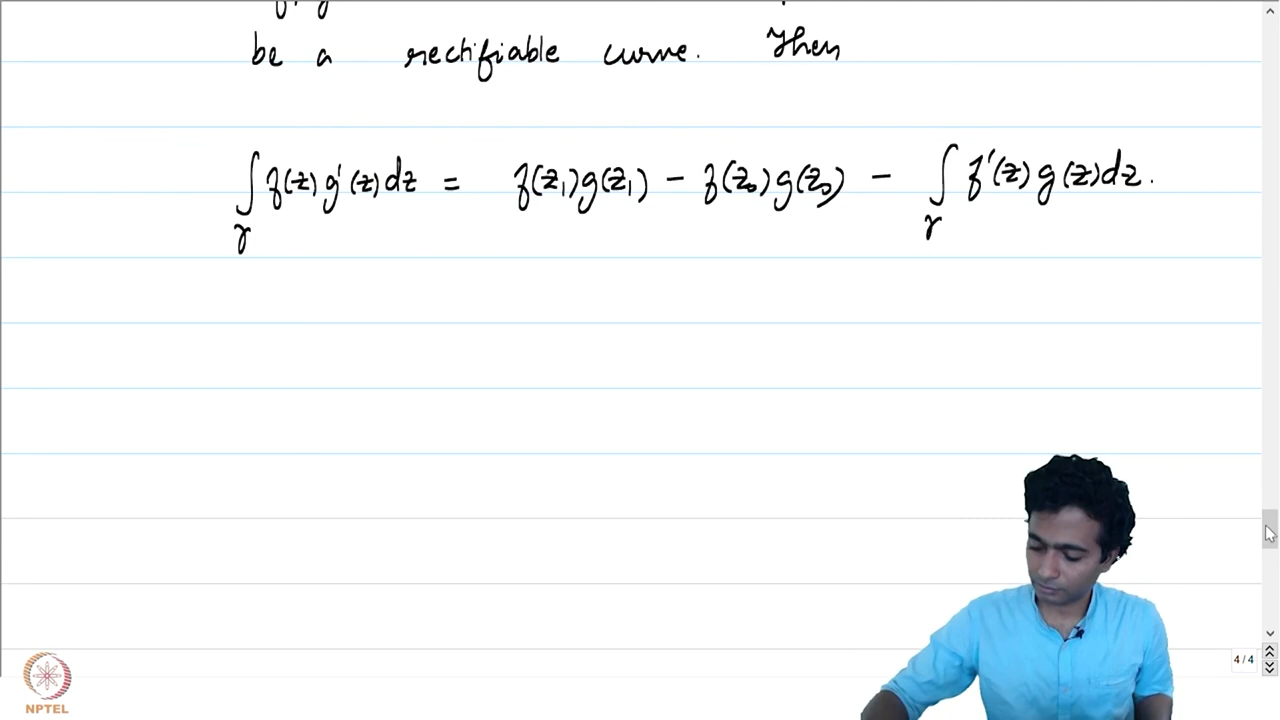 be a rectifiable curve. Then
∫_γ f(z) g'(z) dz = f(z₁)g(z₁) − f(z₀)g(z₀) − ∫_γ f'(z) g(z) dz.
4 / 4
NPTEL